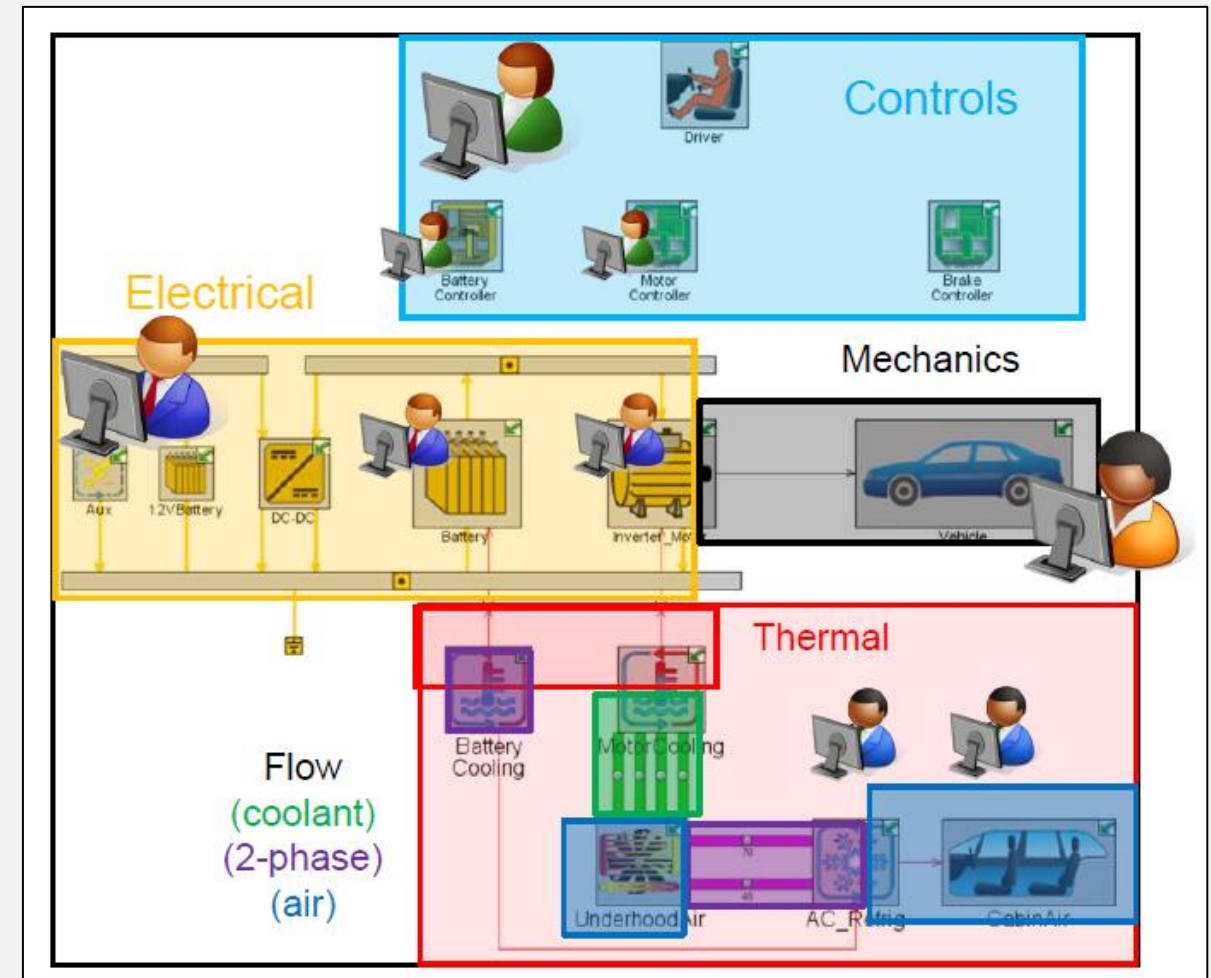 Controls
Driver
Battery
Controller
Motor
Controller
Brake
Controller
Electrical
Mechanics
Aux
12VBattery
DC-DC
Battery
Inverter_Motor
Vehicle
Thermal
Battery
Cooling
MotorCooling
Flow
(coolant)
(2-phase)
(air)
UnderhoodAir
AC_Refrig
CabinAir